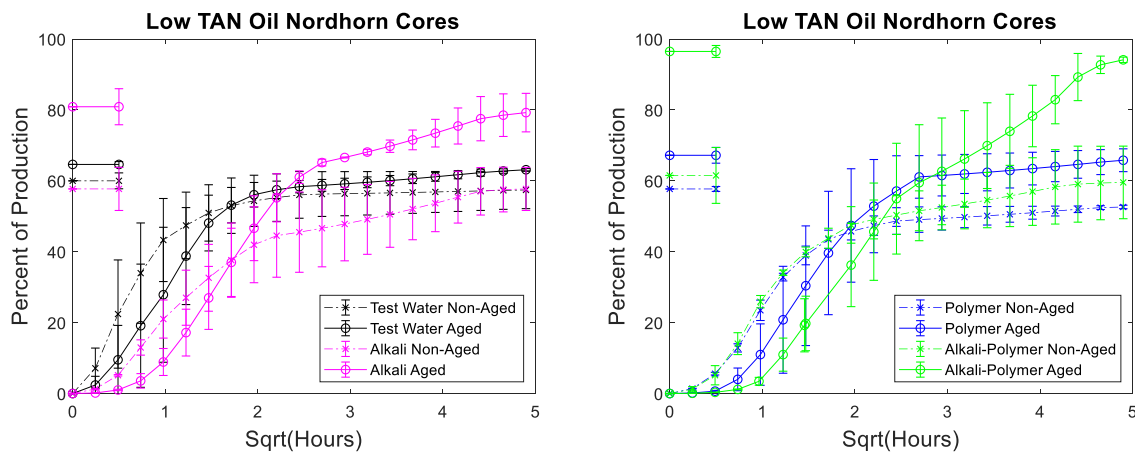 Low TAN Oil Nordhorn Cores
100
80
60
40
20
0
Percent of Production
0 1 2 3 4 5
Sqrt(Hours)
Test Water Non-Aged
Test Water Aged
Alkali Non-Aged
Alkali Aged
Low TAN Oil Nordhorn Cores
100
80
60
40
20
0
Percent of Production
0 1 2 3 4 5
Sqrt(Hours)
Polymer Non-Aged
Polymer Aged
Alkali-Polymer Non-Aged
Alkali-Polymer Aged